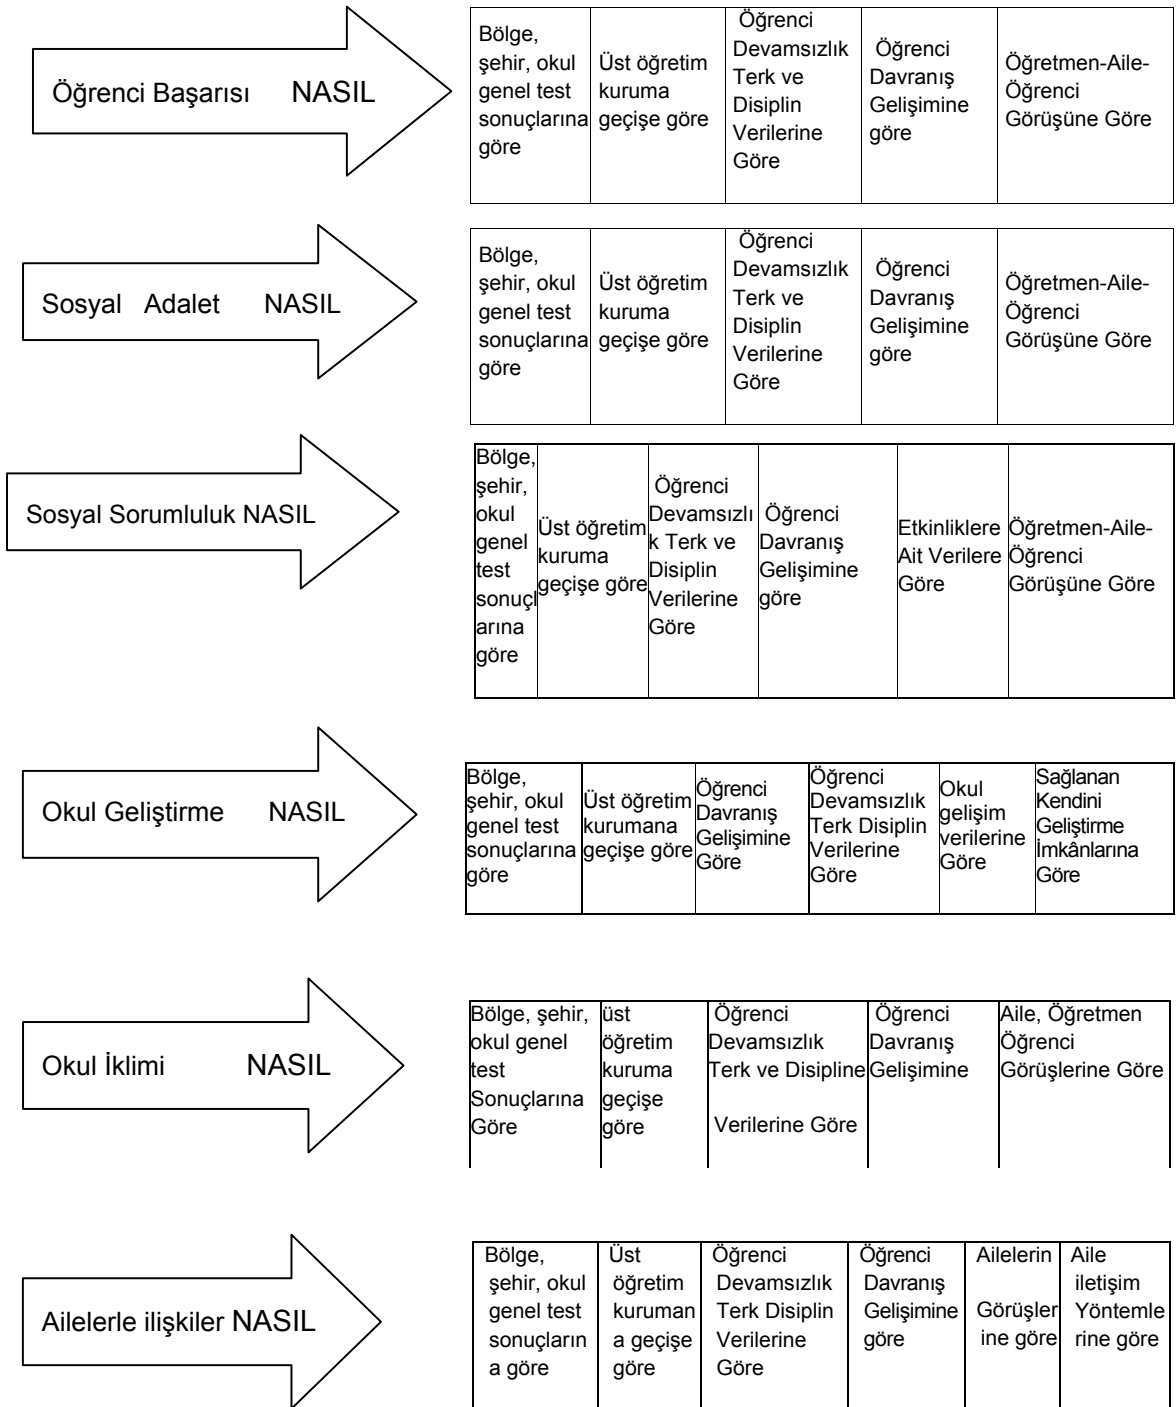 Öğrenci Başarısı NASIL
Bölge,
şehir, okul
genel test
sonuçlarına
göre
Üst öğretim
kuruma
geçişe göre
Öğrenci
Devamsızlık
Terk ve
Disiplin
Verilerine
Göre
Öğrenci
Davranış
Gelişimine
göre
Öğretmen-Aile-
Öğrenci
Görüşüne Göre
Sosyal Adalet NASIL
Bölge,
şehir, okul
genel test
sonuçlarına
göre
Üst öğretim
kuruma
geçişe göre
Öğrenci
Devamsızlık
Terk ve
Disiplin
Verilerine
Göre
Öğrenci
Davranış
Gelişimine
göre
Öğretmen-Aile-
Öğrenci
Görüşüne Göre
Sosyal Sorumluluk NASIL
Bölge,
şehir,
okul
genel
test
sonuçl
arına
göre
Üst öğretim
kuruma
geçişe göre
Öğrenci
Devamsızlı
k Terk ve
Disiplin
Verilerine
Göre
Öğrenci
Davranış
Gelişimine
göre
Etkinliklere
Ait Verilere
Göre
Öğretmen-Aile-
Öğrenci
Görüşüne Göre
Okul Geliştirme NASIL
Bölge,
şehir, okul
genel test
sonuçlarına
göre
Üst öğretim
kurumana
geçişe göre
Öğrenci
Davranış
Gelişimine
Göre
Öğrenci
Devamsızlık
Terk Disiplin
Verilerine
Göre
Okul
gelişim
verilerine
Göre
Sağlanan
Kendini
Geliştirme
İmkânlarına
Göre
Okul İklimi NASIL
Bölge, şehir,
okul genel
test
Sonuçlarına
Göre
üst
öğretim
kuruma
geçişe
göre
Öğrenci
Devamsızlık
Terk ve Disipline
Verilerine Göre
Öğrenci
Davranış
Gelişimine
Aile, Öğretmen
Öğrenci
Görüşlerine Göre
Ailelerle ilişkiler NASIL
Bölge,
şehir, okul
genel test
sonuçların
a göre
Üst
öğretim
kuruman
a geçişe
göre
Öğrenci
Devamsızlık
Terk Disiplin
Verilerine
Göre
Öğrenci
Davranış
Gelişimine
göre
Ailelerin
Görüşler
ine göre
Aile
iletişim
Yöntemle
rine göre